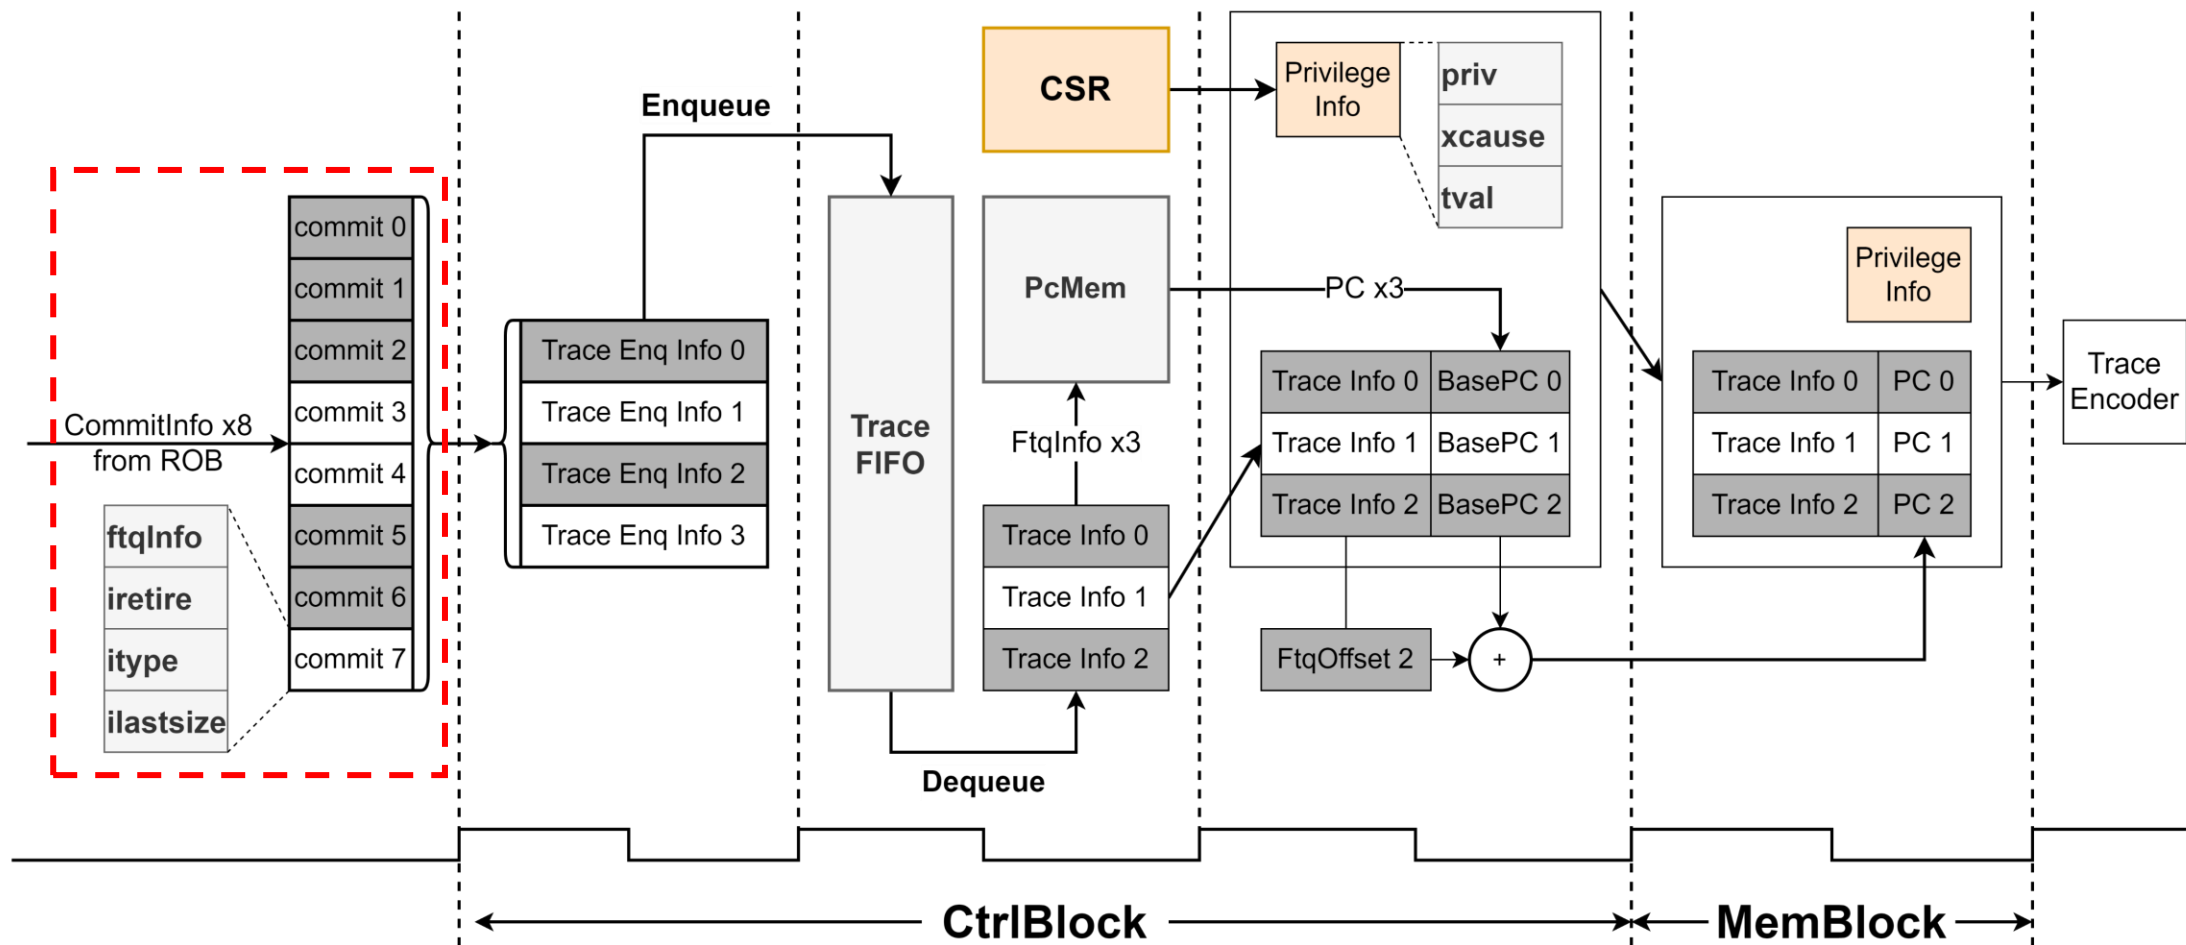 CommitInfo x8
from ROB
ftqInfo
iretire
itype
ilastsize
commit 0
commit 1
commit 2
commit 3
commit 4
commit 5
commit 6
commit 7
Enqueue
Trace Enq Info 0
Trace Enq Info 1
Trace Enq Info 2
Trace Enq Info 3
Trace
FIFO
Dequeue
CSR
PcMem
FtqInfo x3
Trace Info 0
Trace Info 1
Trace Info 2
Privilege
Info
priv
xcause
tval
PC x3
Trace Info 0
BasePC 0
Trace Info 1
BasePC 1
Trace Info 2
BasePC 2
FtqOffset 2
+
Privilege
Info
Trace Info 0
PC 0
Trace Info 1
PC 1
Trace Info 2
PC 2
Trace
Encoder
CtrlBlock
MemBlock